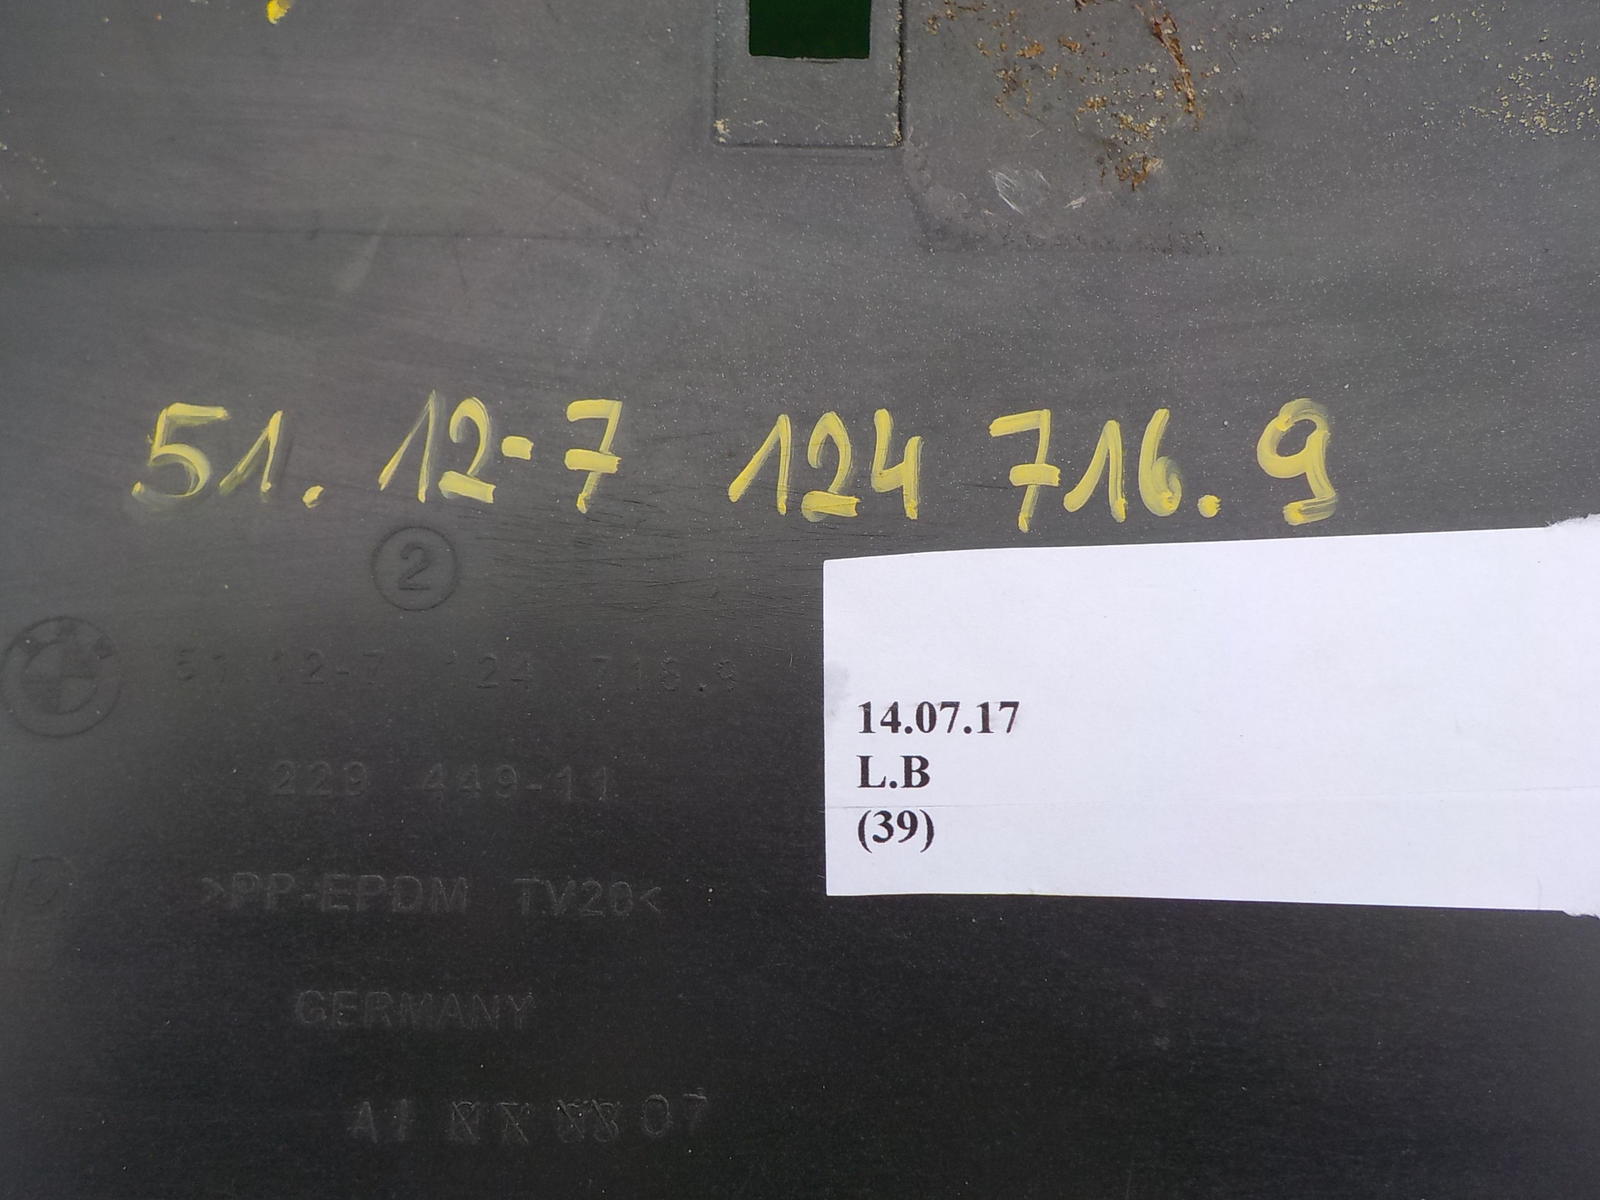 51.12-7 124 716.9
2
51 12-7 124 716.9
229 449-11
>PP-EPDM TV20<
GERMANY
14.07.17
L.B
(39)